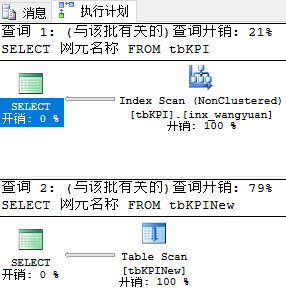 消息 执行计划
查询 1: (与该批有关的)查询开销: 21%
SELECT 网元名称 FROM tbKPI
SELECT
开销: 0 %
Index Scan (NonClustered)
[tbKPI].[inx_wangyuan]
开销: 100 %
查询 2: (与该批有关的)查询开销: 79%
SELECT 网元名称 FROM tbKPINew
SELECT
开销: 0 %
Table Scan
[tbKPINew]
开销: 100 %